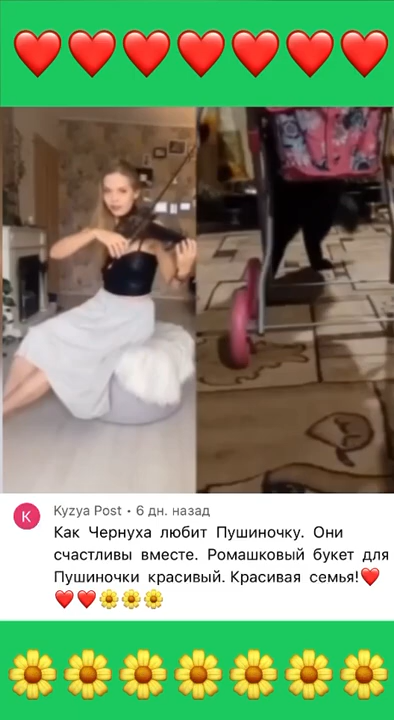 К
Kyzya Post • 6 дн. назад
Как Чернуха любит Пушиночку. Они
счастливы вместе. Ромашковый букет для
Пушиночки красивый. Красивая семья!❤️
❤️❤️🌼🌼🌼